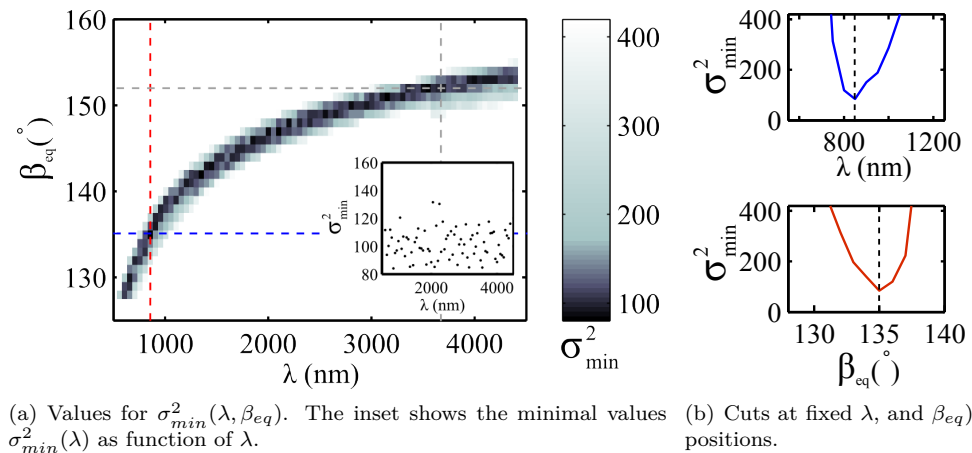 160
150
140
130
β_eq(°)
1000 2000 3000 4000
λ (nm)
160
140
120
100
80
σ²_min
2000 4000
λ (nm)
400
300
200
100
σ²_min
400
200
0
σ²_min
800 1200
λ (nm)
400
200
0
σ²_min
130 135 140
β_eq(°)
(a) Values for σ²_min(λ, β_eq). The inset shows the minimal values
σ²_min(λ) as function of λ.
(b) Cuts at fixed λ, and β_eq
positions.